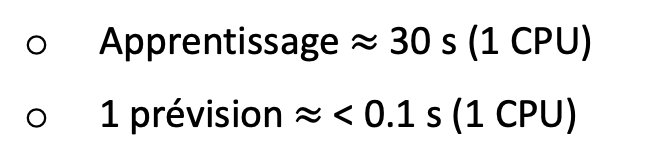 ○ Apprentissage ≈ 30 s (1 CPU)
○ 1 prévision ≈ < 0.1 s (1 CPU)